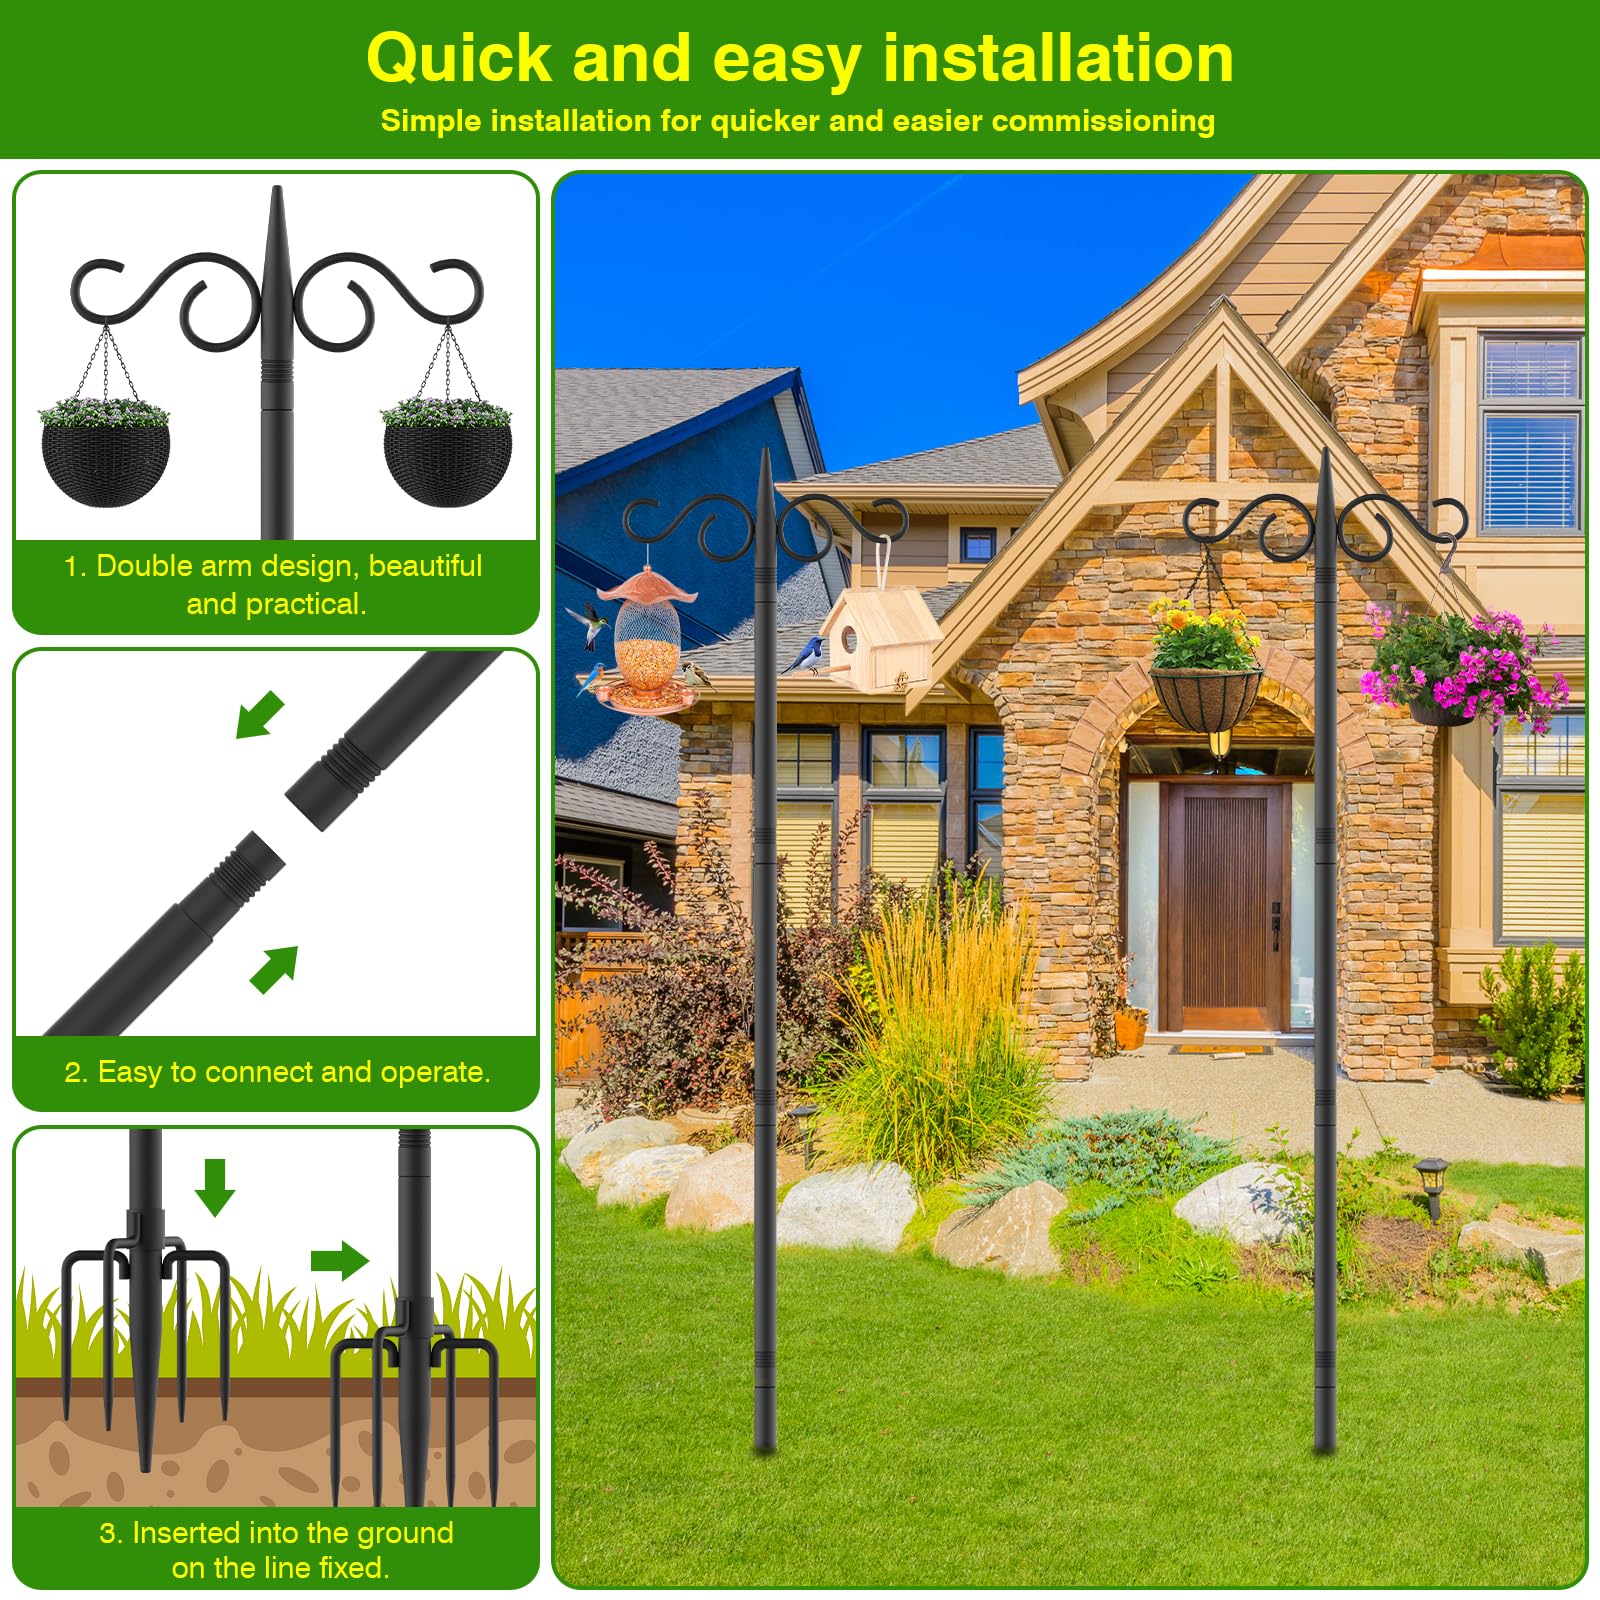 Quick and easy installation
Simple installation for quicker and easier commissioning
1. Double arm design, beautiful
and practical.
2. Easy to connect and operate.
3. Inserted into the ground
on the line fixed.